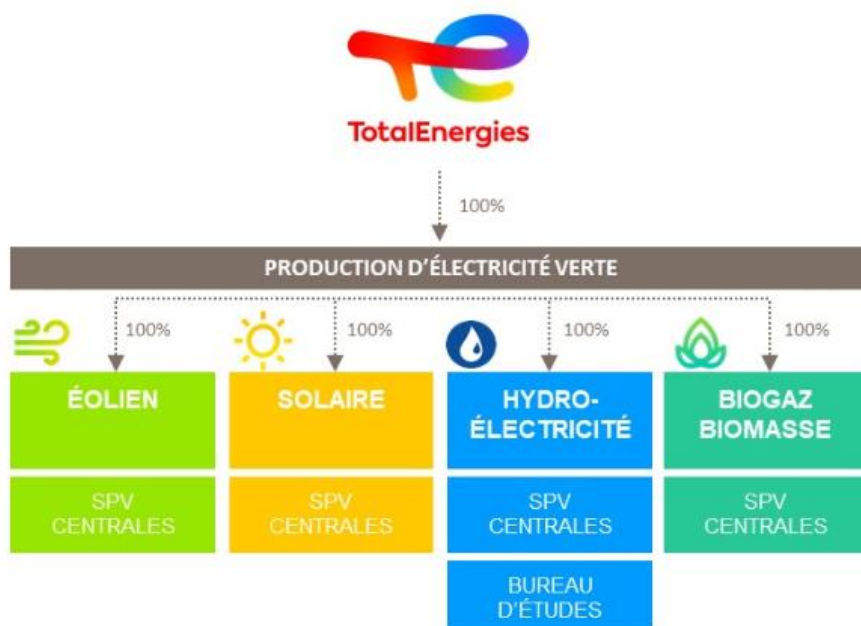 TotalEnergies
100%
PRODUCTION D’ÉLECTRICITÉ VERTE
100%
100%
100%
100%
ÉOLIEN
SOLAIRE
HYDRO-
ÉLECTRICITÉ
BIOGAZ
BIOMASSE
SPV
CENTRALES
SPV
CENTRALES
SPV
CENTRALES
SPV
CENTRALES
BUREAU
D’ÉTUDES